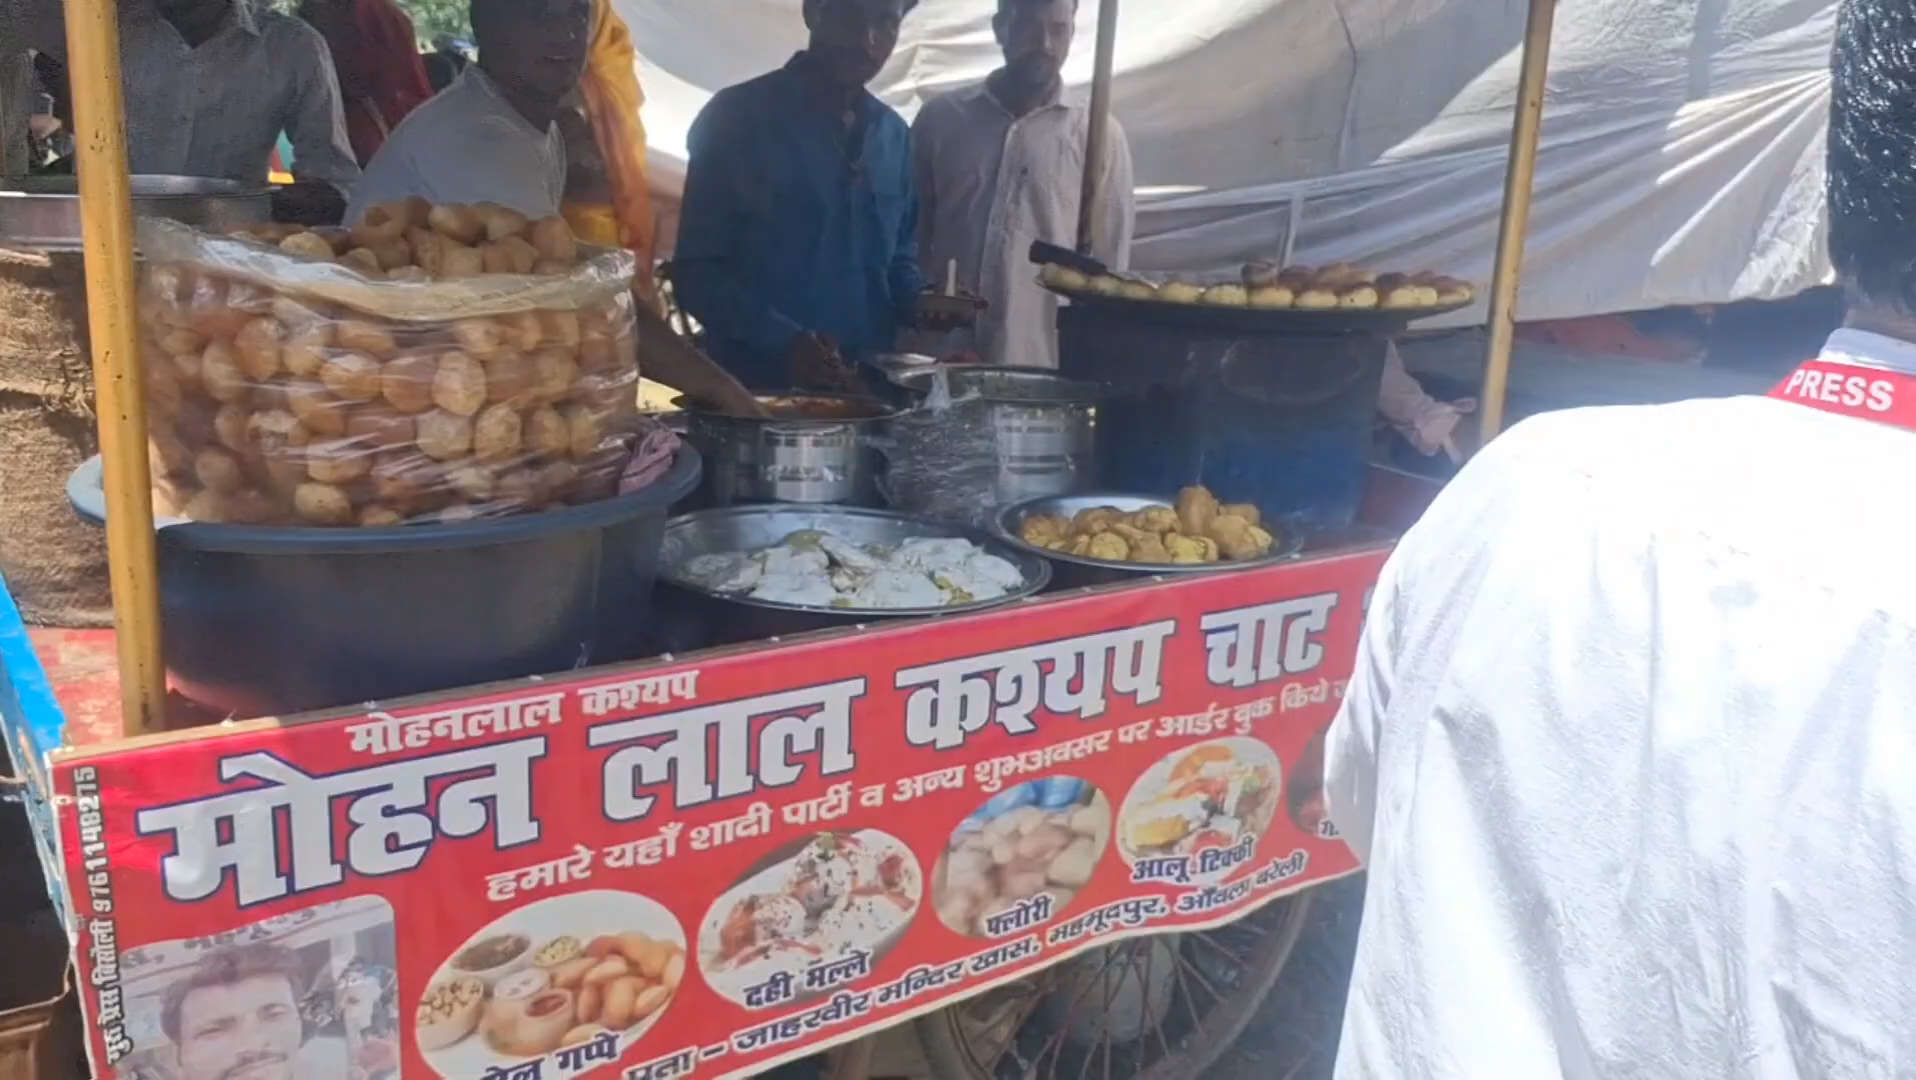 मोहनलाल कश्यप
मोहन लाल कश्यप चाट
हमारे यहाँ शादी पार्टी व अन्य शुभअवसर पर आर्डर बुक किये
गोल गप्पे
दही भल्ले
फ्लोरी
आलू टिक्की
पता – जाहरवीर मन्दिर खास, महमूदपुर, आँवला बरेली
गुरु प्रेस बिसौली 9761148275
PRESS